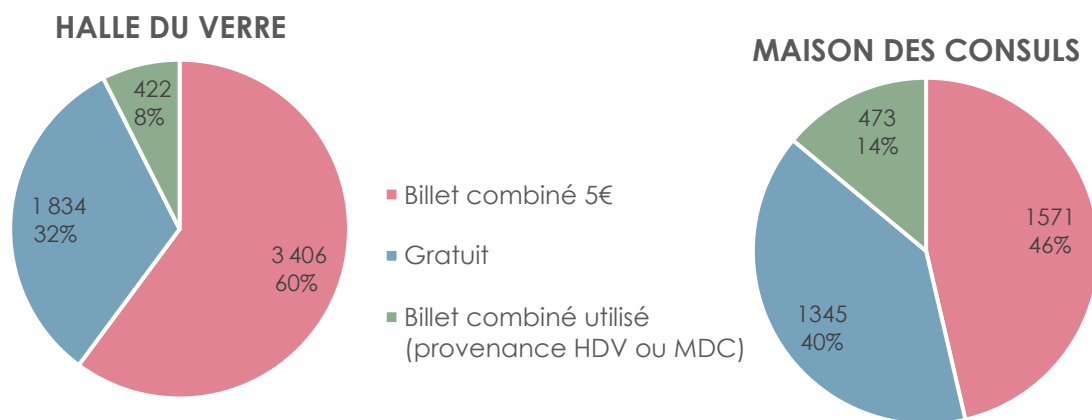 HALLE DU VERRE
422
8%
1 834
32%
3 406
60%
Billet combiné 5€
Gratuit
Billet combiné utilisé
(provenance HDV ou MDC)
MAISON DES CONSULS
473
14%
1571
46%
1345
40%